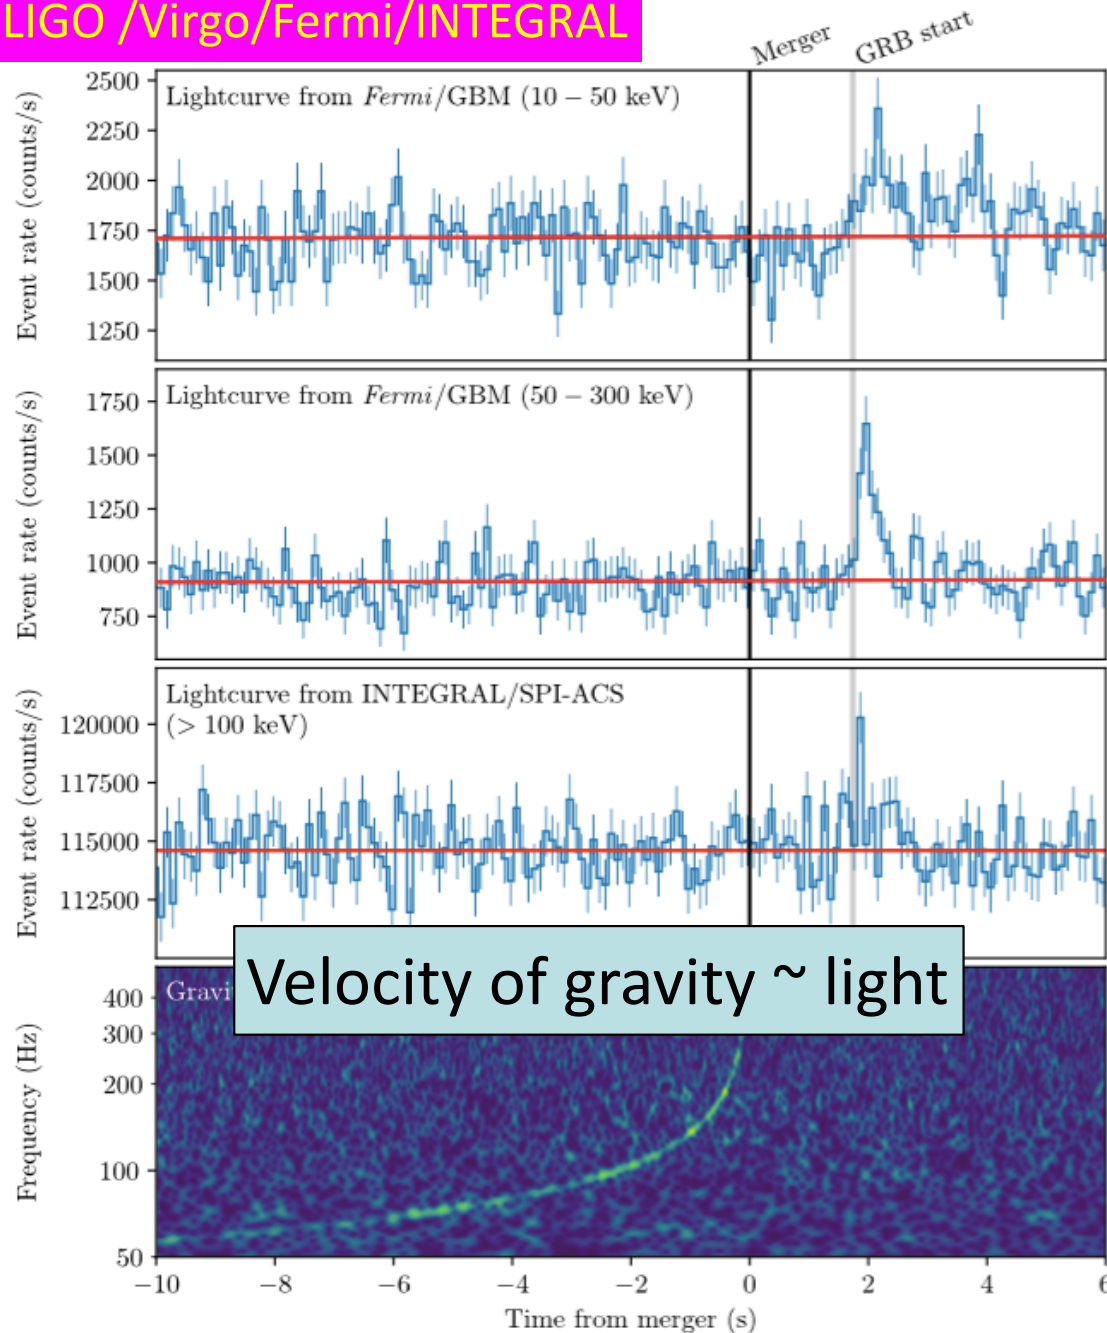 LIGO /Virgo/Fermi/INTEGRAL
Merger
GRB start
Lightcurve from Fermi/GBM (10 – 50 keV)
Event rate (counts/s)
2500
2250
2000
1750
1500
1250
Lightcurve from Fermi/GBM (50 – 300 keV)
Event rate (counts/s)
1750
1500
1250
1000
750
Lightcurve from INTEGRAL/SPI-ACS
(> 100 keV)
Event rate (counts/s)
120000
117500
115000
112500
Gravi
Velocity of gravity ~ light
Frequency (Hz)
400
300
200
100
50
−10 −8 −6 −4 −2 0 2 4 6
Time from merger (s)